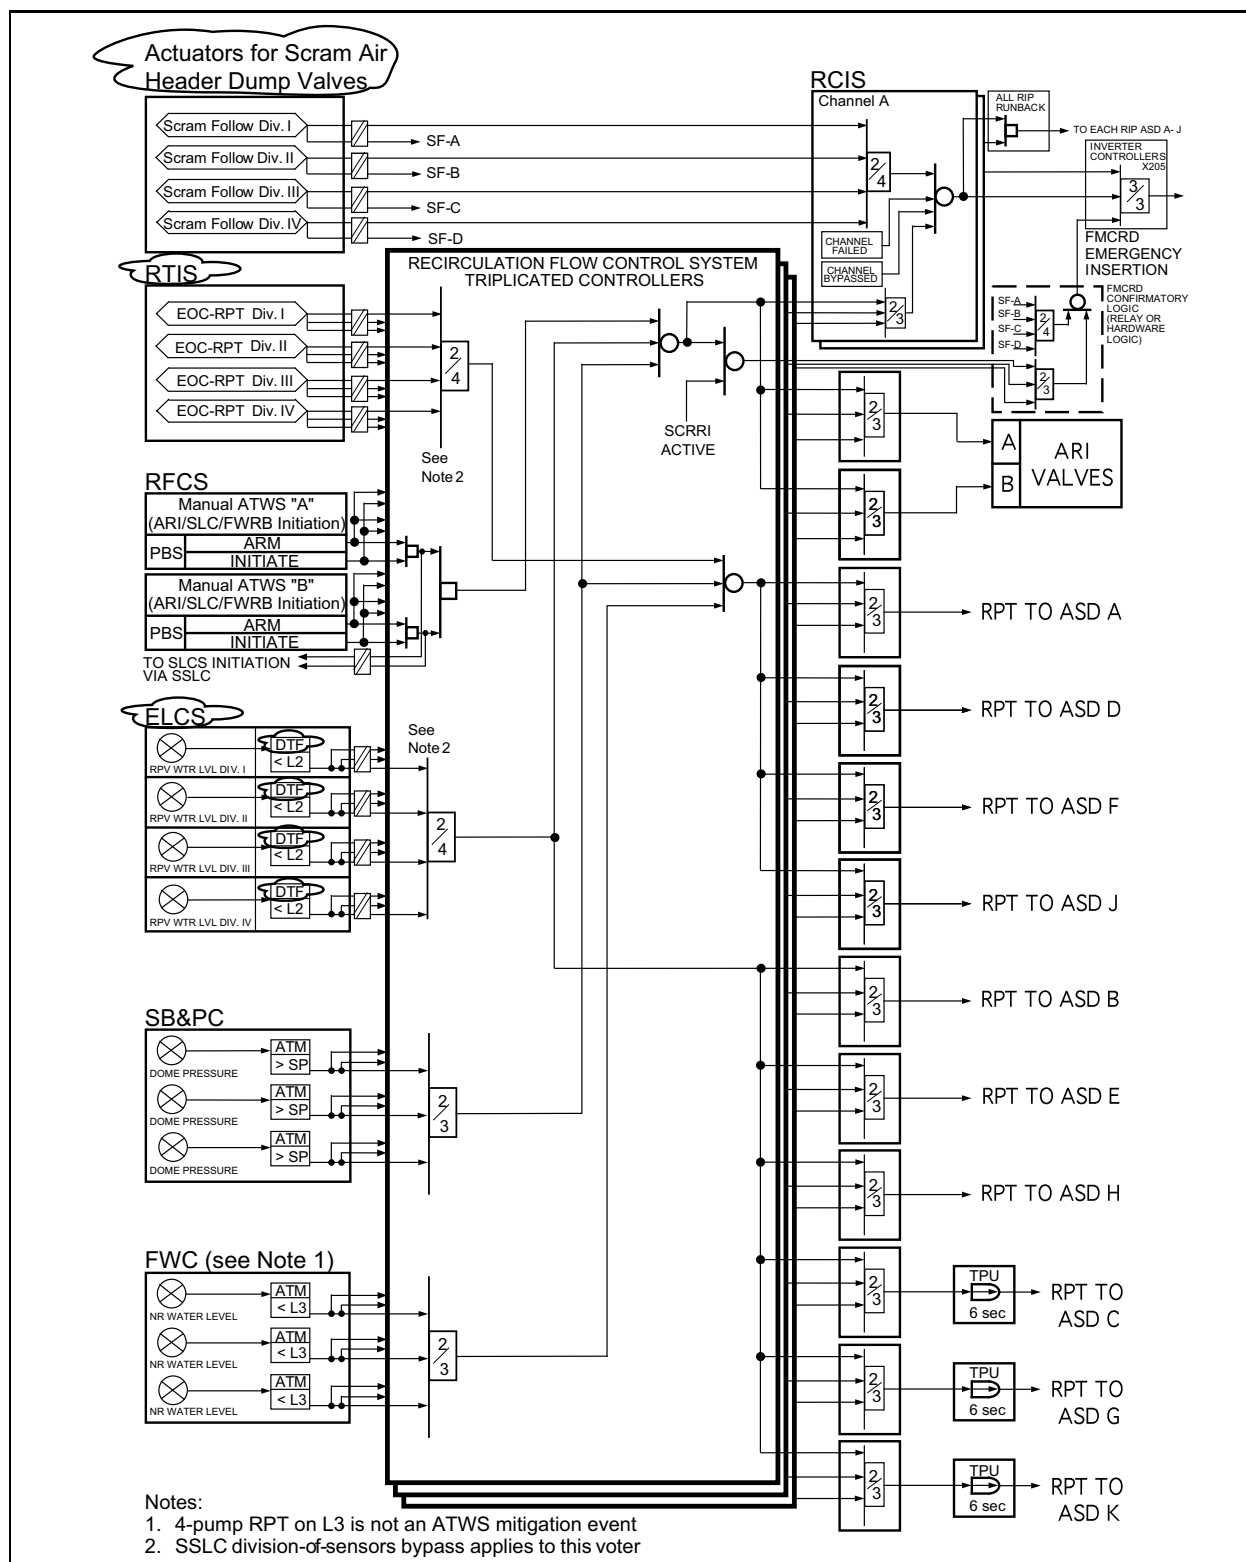 Actuators for Scram Air
Header Dump Valves
Scram Follow Div. I
SF-A
Scram Follow Div. II
SF-B
Scram Follow Div. III
SF-C
Scram Follow Div. IV
SF-D
RCIS
Channel A
2/4
CHANNEL
FAILED
CHANNEL
BYPASSED
2/3
ALL RIP
RUNBACK
TO EACH RIP ASD A- J
INVERTER
CONTROLLERS
X205
3/3
FMCRD
EMERGENCY
INSERTION
FMCRD
CONFIRMATORY
LOGIC
(RELAY OR
HARDWARE
LOGIC)
SF-A
SF-B
SF-C
SF-D
2/4
2/3
RTIS
EOC-RPT Div. I
EOC-RPT Div. II
EOC-RPT Div. III
EOC-RPT Div. IV
RECIRCULATION FLOW CONTROL SYSTEM
TRIPLICATED CONTROLLERS
2/4
See
Note 2
SCRRI
ACTIVE
2/3
2/3
A
B
ARI
VALVES
RFCS
Manual ATWS "A"
(ARI/SLC/FWRB Initiation)
PBS
ARM
INITIATE
Manual ATWS "B"
(ARI/SLC/FWRB Initiation)
PBS
ARM
INITIATE
TO SLCS INITIATION
VIA SSLC
ELCS
DTF
< L2
RPV WTR LVL DIV. I
DTF
< L2
RPV WTR LVL DIV. II
DTF
< L2
RPV WTR LVL DIV. III
DTF
< L2
RPV WTR LVL DIV. IV
See
Note 2
2/4
SB&PC
ATM
> SP
DOME PRESSURE
ATM
> SP
DOME PRESSURE
ATM
> SP
DOME PRESSURE
2/3
FWC (see Note 1)
ATM
< L3
NR WATER LEVEL
ATM
< L3
NR WATER LEVEL
ATM
< L3
NR WATER LEVEL
2/3
2/3
RPT TO ASD A
2/3
RPT TO ASD D
2/3
RPT TO ASD F
2/3
RPT TO ASD J
2/3
RPT TO ASD B
2/3
RPT TO ASD E
2/3
RPT TO ASD H
2/3
TPU
6 sec
RPT TO
ASD C
2/3
TPU
6 sec
RPT TO
ASD G
2/3
TPU
6 sec
RPT TO
ASD K
Notes:
1. 4-pump RPT on L3 is not an ATWS mitigation event
2. SSLC division-of-sensors bypass applies to this voter